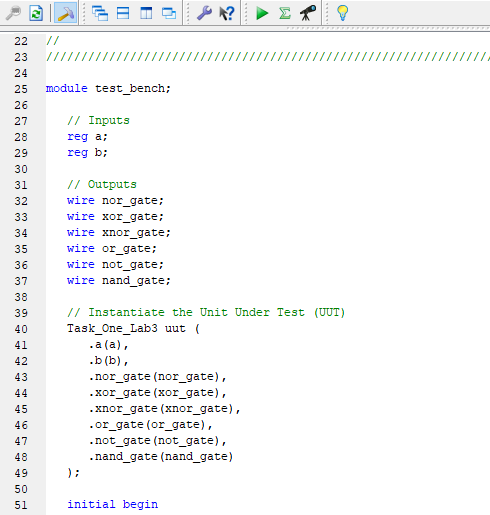 22 //
23 ////////////////////////////////////////////////////////////////
24
25 module test_bench;
26
27 // Inputs
28 reg a;
29 reg b;
30
31 // Outputs
32 wire nor_gate;
33 wire xor_gate;
34 wire xnor_gate;
35 wire or_gate;
36 wire not_gate;
37 wire nand_gate;
38
39 // Instantiate the Unit Under Test (UUT)
40 Task_One_Lab3 uut (
41 .a(a),
42 .b(b),
43 .nor_gate(nor_gate),
44 .xor_gate(xor_gate),
45 .xnor_gate(xnor_gate),
46 .or_gate(or_gate),
47 .not_gate(not_gate),
48 .nand_gate(nand_gate)
49 );
50
51 initial begin